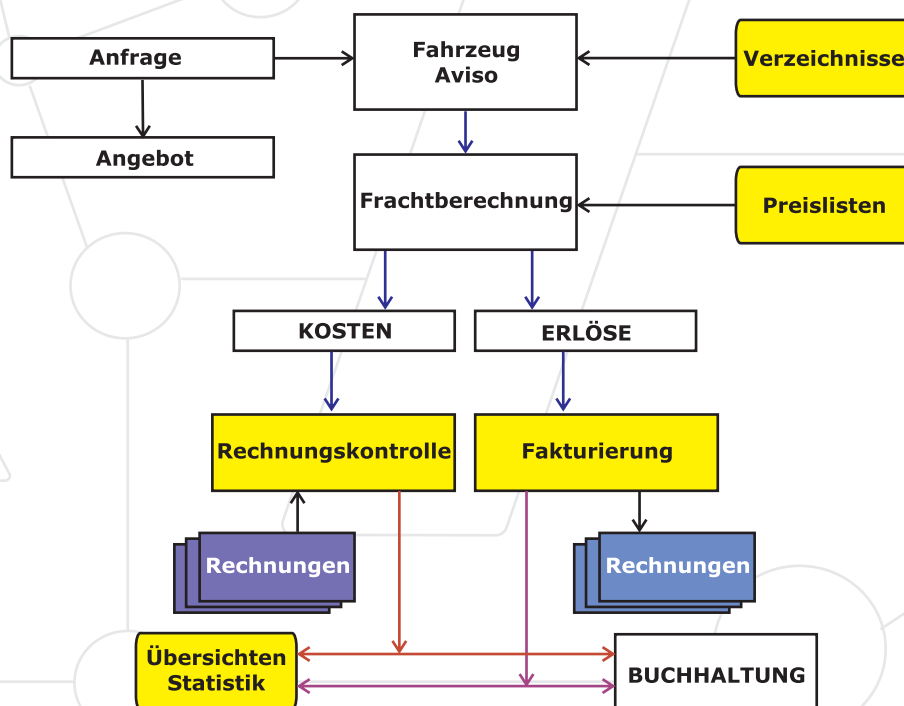 Anfrage
Fahrzeug
Aviso
Verzeichnisse
Angebot
Frachtberechnung
Preislisten
KOSTEN
ERLÖSE
Rechnungskontrolle
Fakturierung
Rechnungen
Rechnungen
Übersichten
Statistik
BUCHHALTUNG